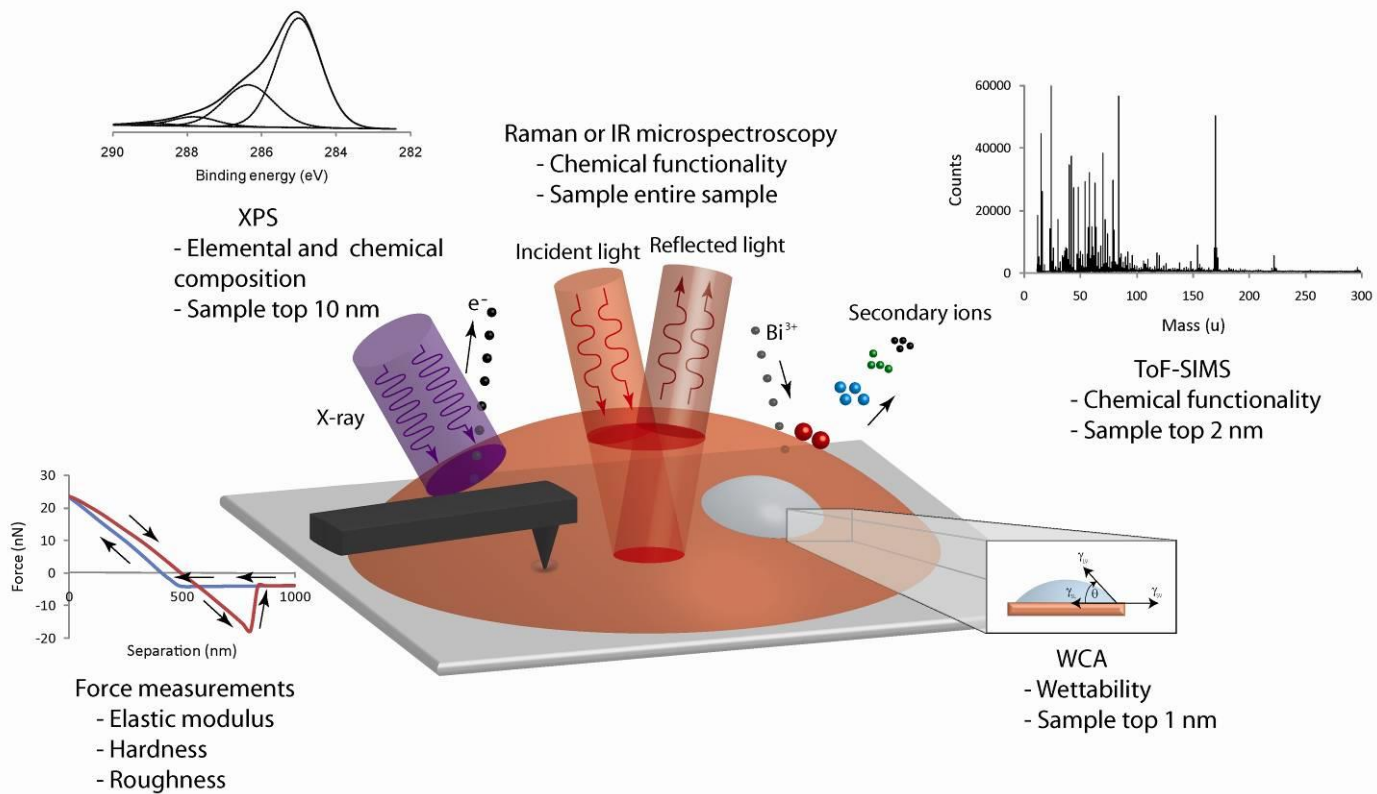 290 288 286 284 282
Binding energy (eV)
XPS
- Elemental and chemical
composition
- Sample top 10 nm
Raman or IR microspectroscopy
- Chemical functionality
- Sample entire sample
Incident light
Reflected light
60000
40000
20000
0
Counts
0 50 100 150 200 250 300
Mass (u)
ToF-SIMS
- Chemical functionality
- Sample top 2 nm
e⁻
X-ray
Bi³⁺
Secondary ions
30
20
10
0
-10
-20
Force (nN)
0 500 1000
Separation (nm)
Force measurements
- Elastic modulus
- Hardness
- Roughness
θ
WCA
- Wettability
- Sample top 1 nm